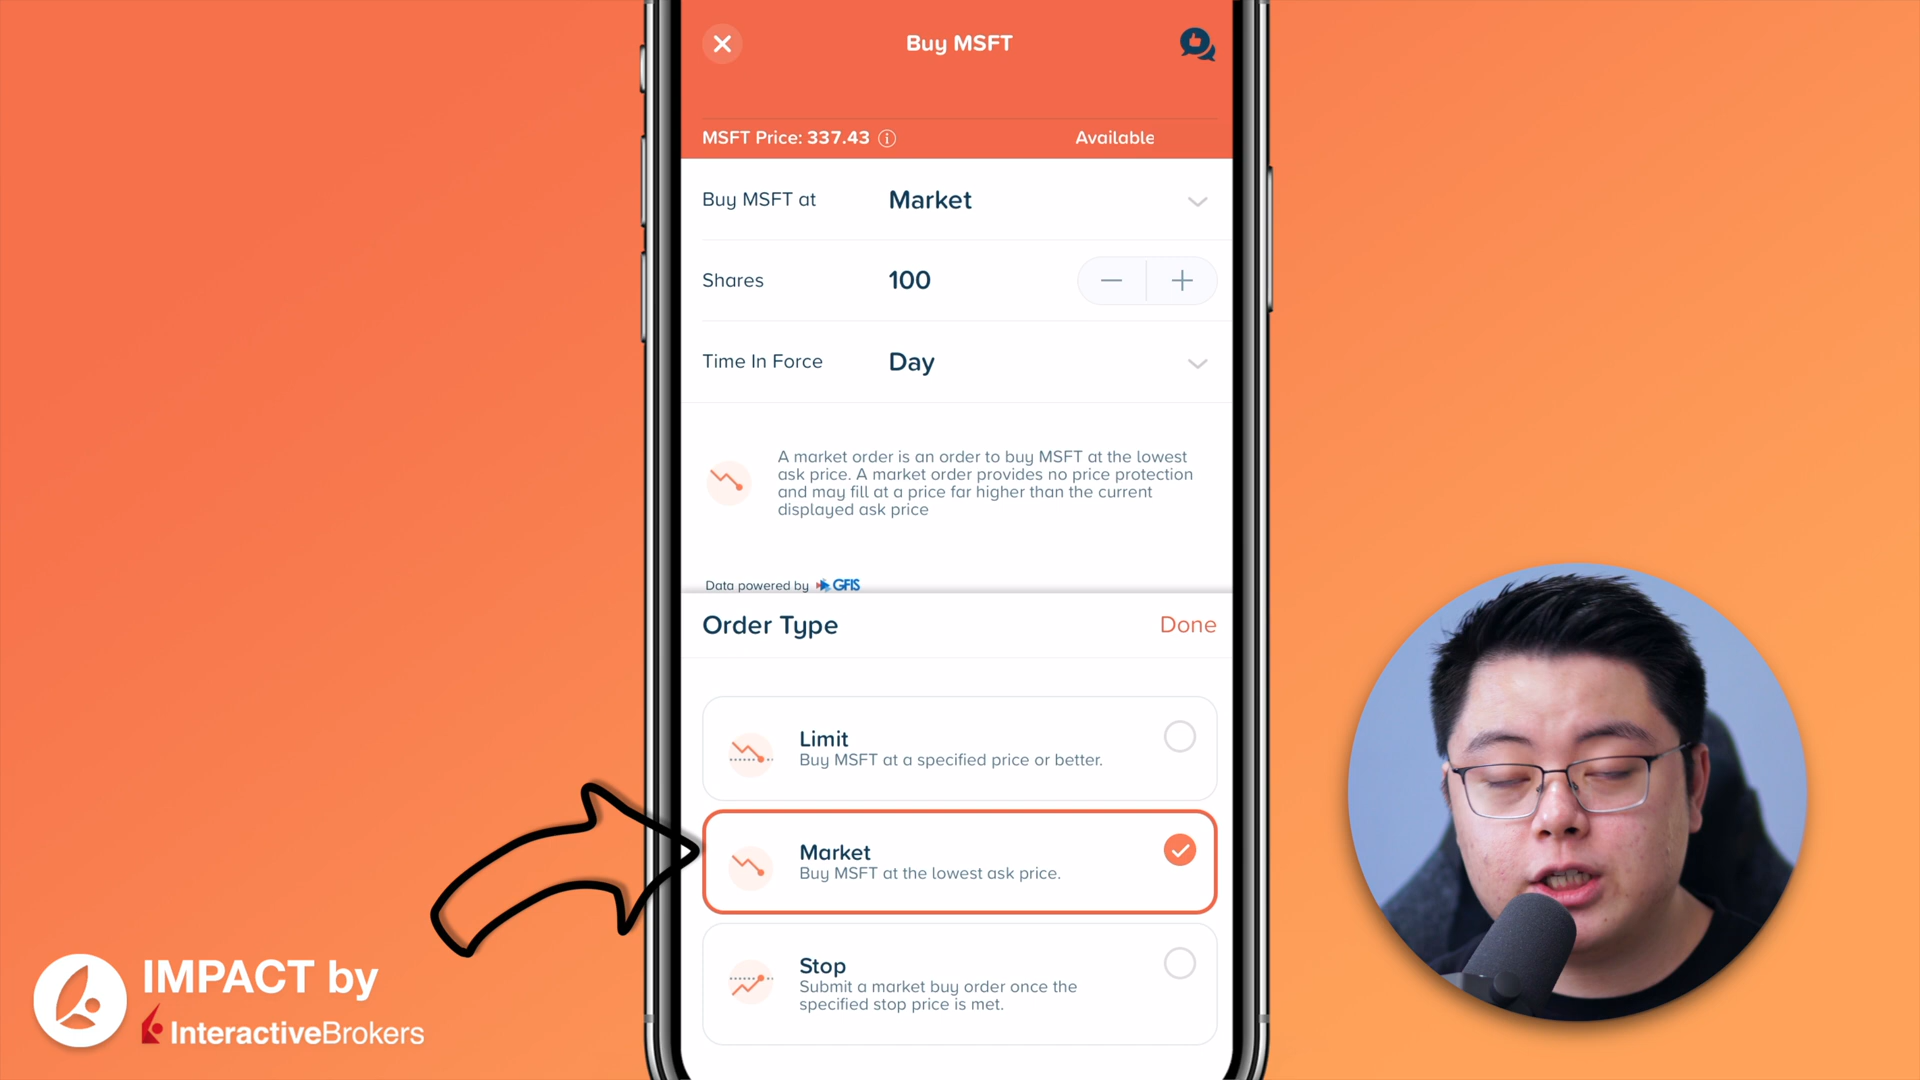 Buy MSFT
MSFT Price: 337.43
Available
Buy MSFT at
Market
Shares
100
Time In Force
Day
A market order is an order to buy MSFT at the lowest
ask price. A market order provides no price protection
and may fill at a price far higher than the current
displayed ask price
Data powered by GFIS
Order Type
Done
Limit
Buy MSFT at a specified price or better.
Market
Buy MSFT at the lowest ask price.
Stop
Submit a market buy order once the
specified stop price is met.
IMPACT by
InteractiveBrokers